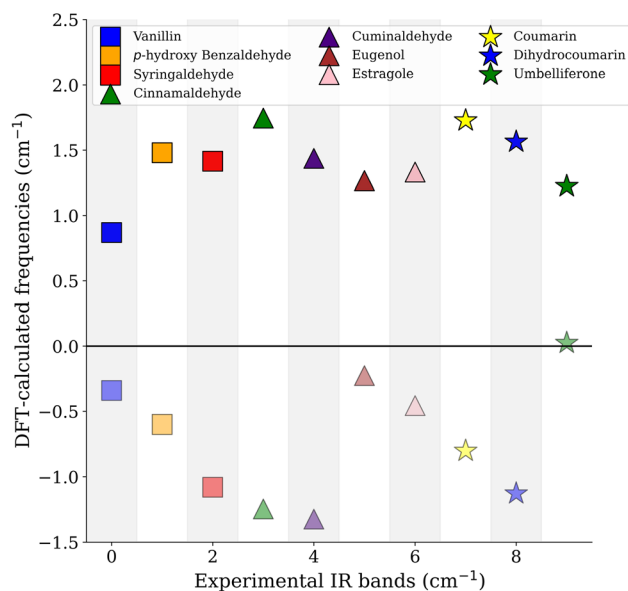 2.5
Vanillin
p-hydroxy Benzaldehyde
Syringaldehyde
Cinnamaldehyde
Cuminaldehyde
Eugenol
Estragole
Coumarin
Dihydrocoumarin
Umbelliferone
2.0
1.5
1.0
0.5
0.0
−0.5
−1.0
−1.5
DFT-calculated frequencies (cm⁻¹)
0 2 4 6 8
Experimental IR bands (cm⁻¹)